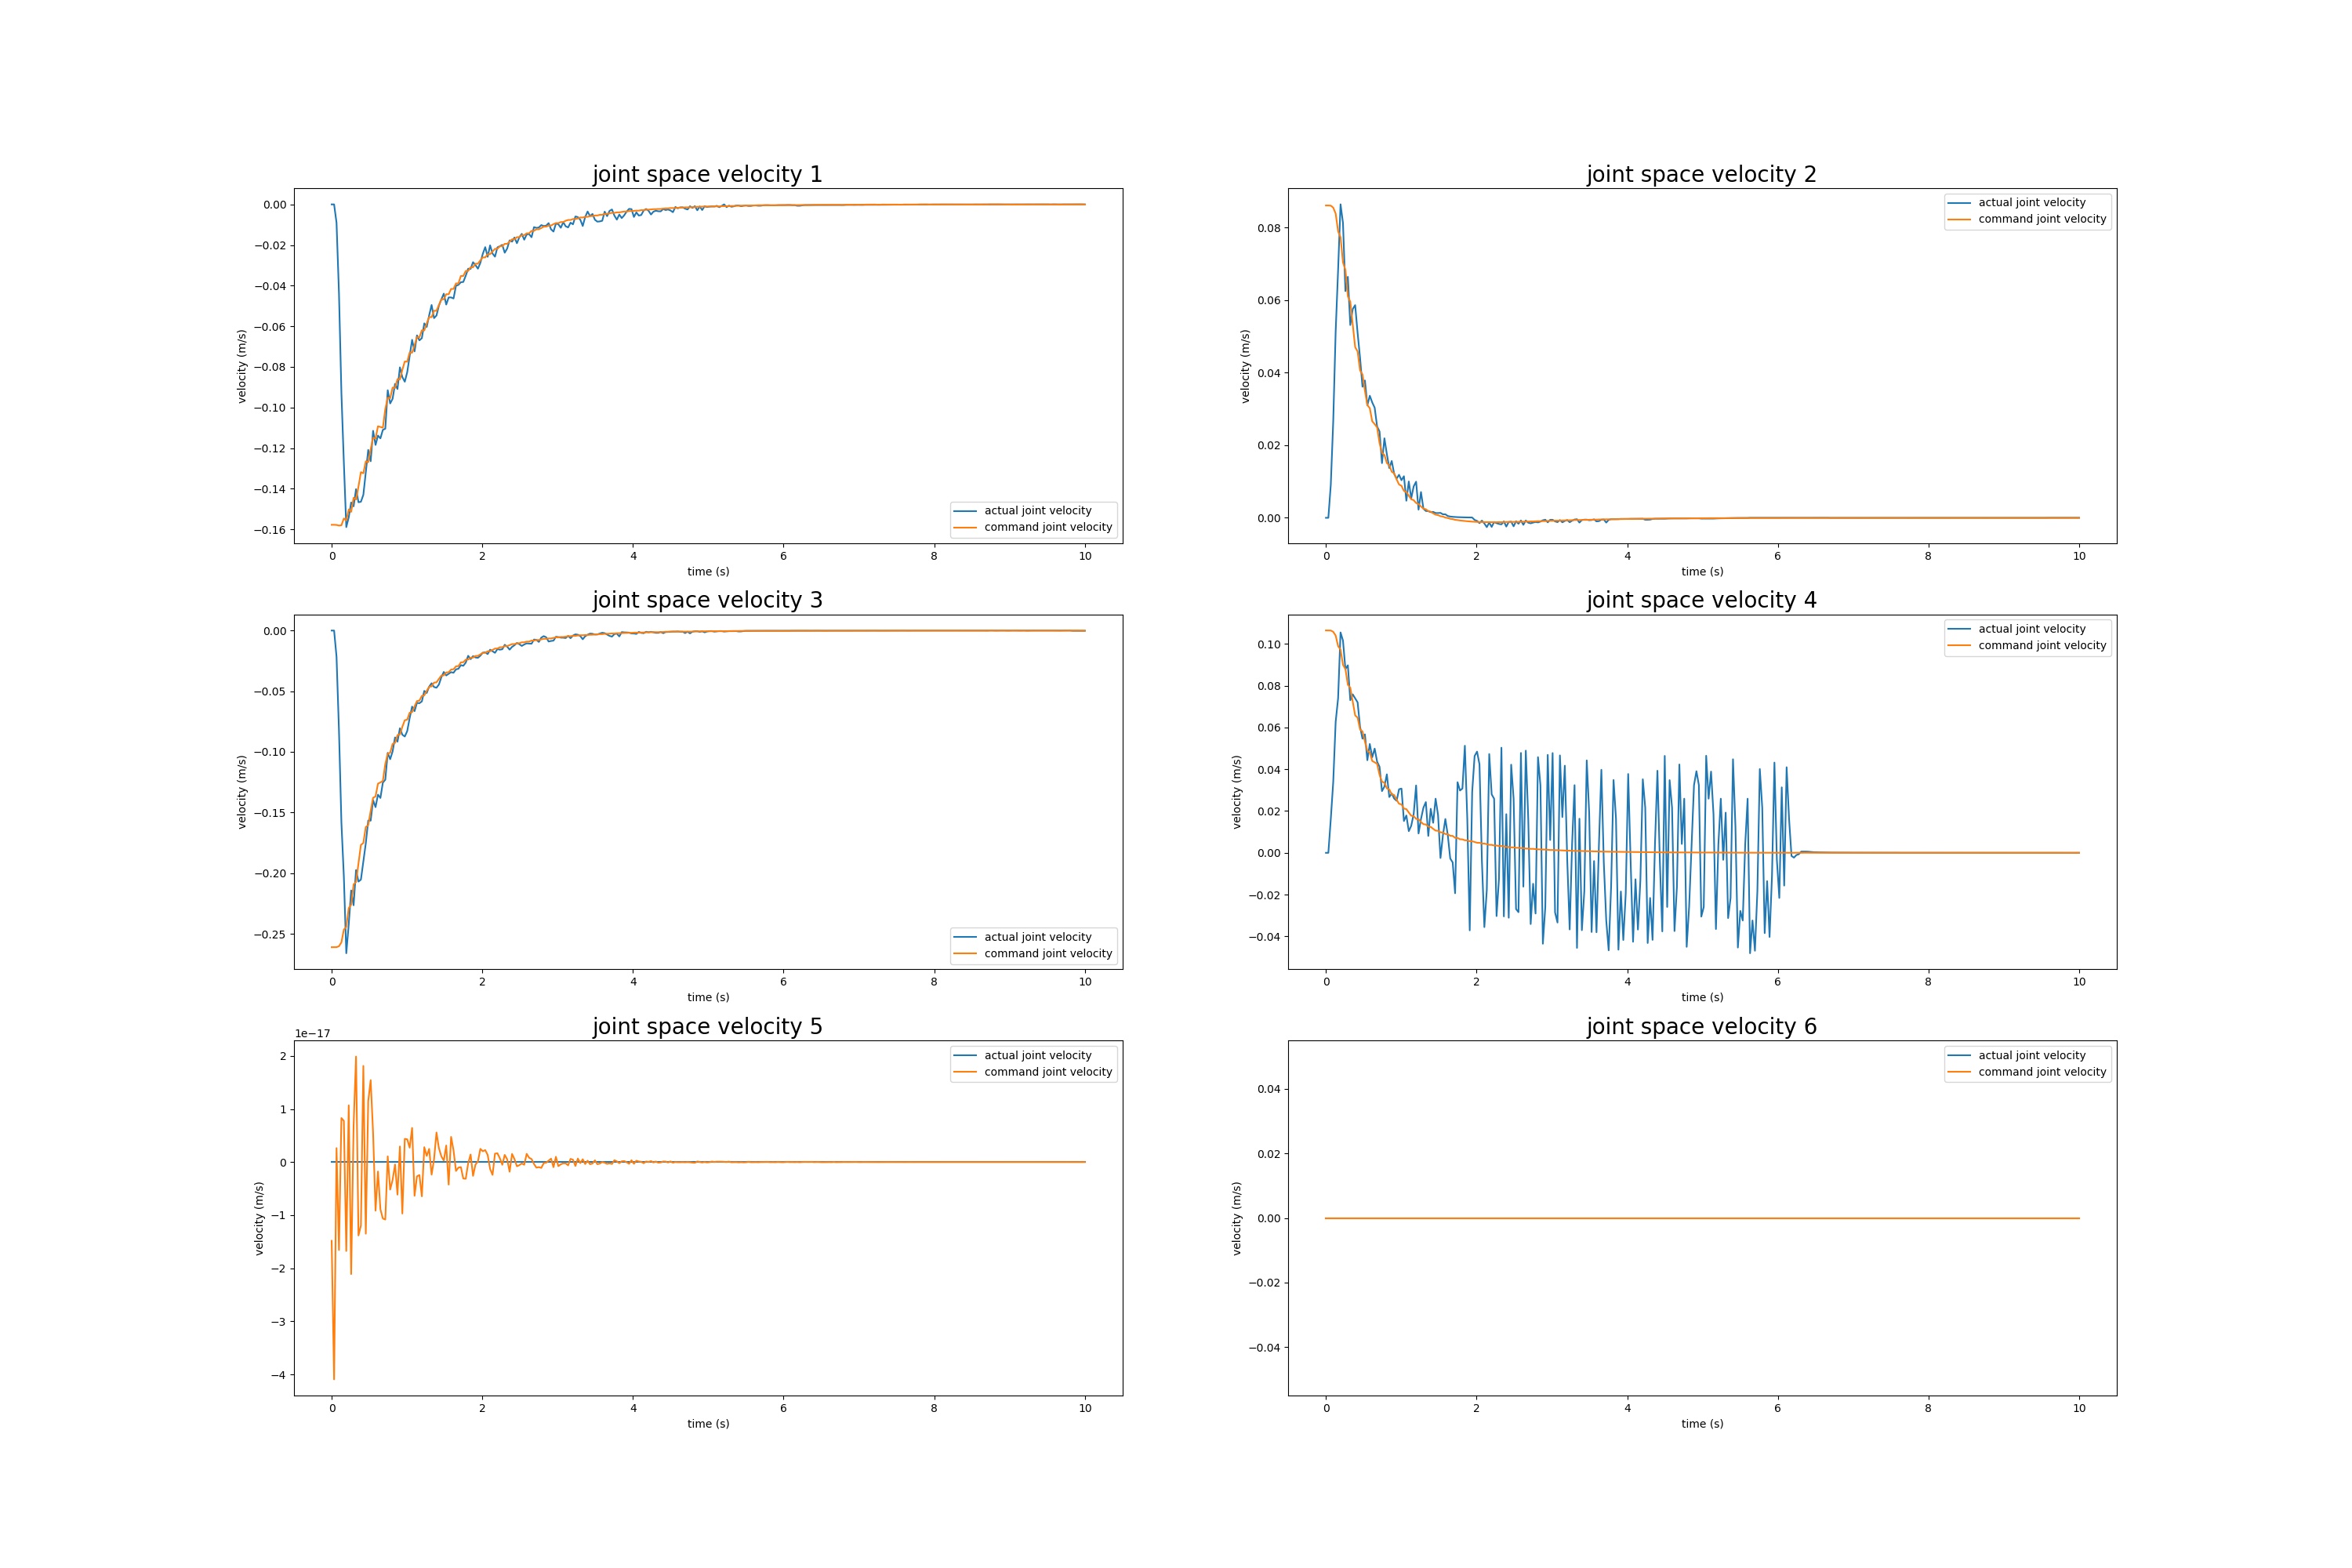 joint space velocity 1
0.00
−0.02
−0.04
−0.06
−0.08
−0.10
−0.12
−0.14
−0.16
velocity (m/s)
actual joint velocity
command joint velocity
0 2 4 6 8 10
time (s)
joint space velocity 2
actual joint velocity
command joint velocity
0.08
0.06
0.04
0.02
0.00
velocity (m/s)
0 2 4 6 8 10
time (s)
joint space velocity 3
0.00
−0.05
−0.10
−0.15
−0.20
−0.25
velocity (m/s)
actual joint velocity
command joint velocity
0 2 4 6 8 10
time (s)
joint space velocity 4
actual joint velocity
command joint velocity
0.10
0.08
0.06
0.04
0.02
0.00
−0.02
−0.04
velocity (m/s)
0 2 4 6 8 10
time (s)
joint space velocity 5
1e−17
actual joint velocity
command joint velocity
2
1
0
−1
−2
−3
−4
velocity (m/s)
0 2 4 6 8 10
time (s)
joint space velocity 6
actual joint velocity
command joint velocity
0.04
0.02
0.00
−0.02
−0.04
velocity (m/s)
0 2 4 6 8 10
time (s)